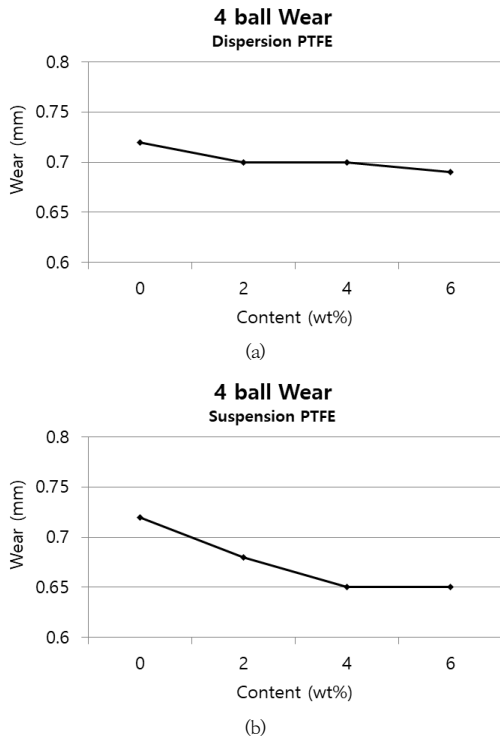 4 ball Wear
Dispersion PTFE
0.8
0.75
0.7
0.65
0.6
Wear (mm)
0 2 4 6
Content (wt%)
(a)
4 ball Wear
Suspension PTFE
0.8
0.75
0.7
0.65
0.6
Wear (mm)
0 2 4 6
Content (wt%)
(b)